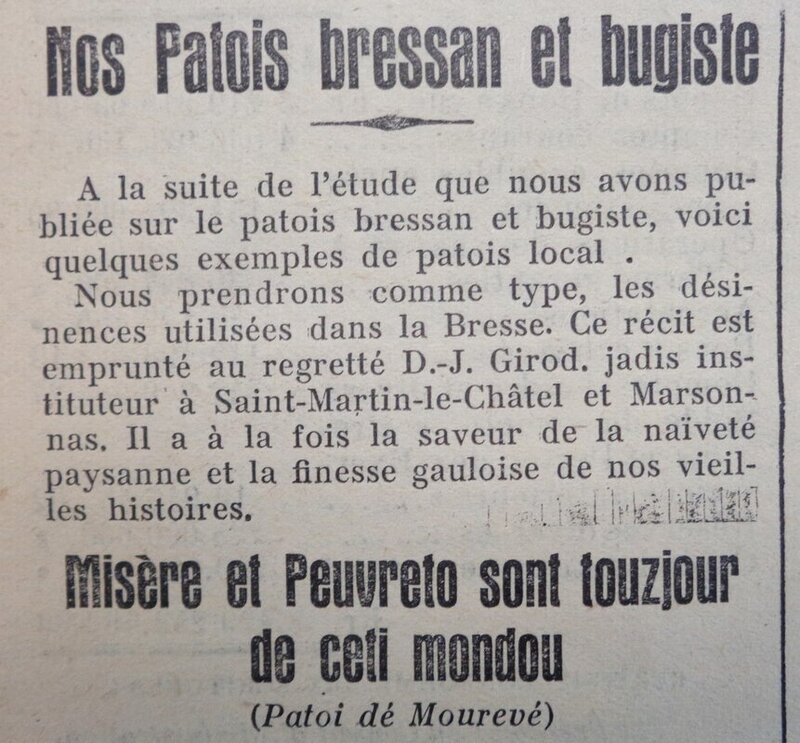 Nos Patois bressan et bugiste
A la suite de l'étude que nous avons pu-
bliée sur le patois bressan et bugiste, voici
quelques exemples de patois local .
Nous prendrons comme type, les dési-
nences utilisées dans la Bresse. Ce récit est
emprunté au regretté D.-J. Girod. jadis ins-
tituteur à Saint-Martin-le-Châtel et Marson-
nas. Il a à la fois la saveur de la naïveté
paysanne et la finesse gauloise de nos vieil-
les histoires.
Misère et Peuvreto sont touzjour
de ceti mondou
(Patoi dé Mourevé)